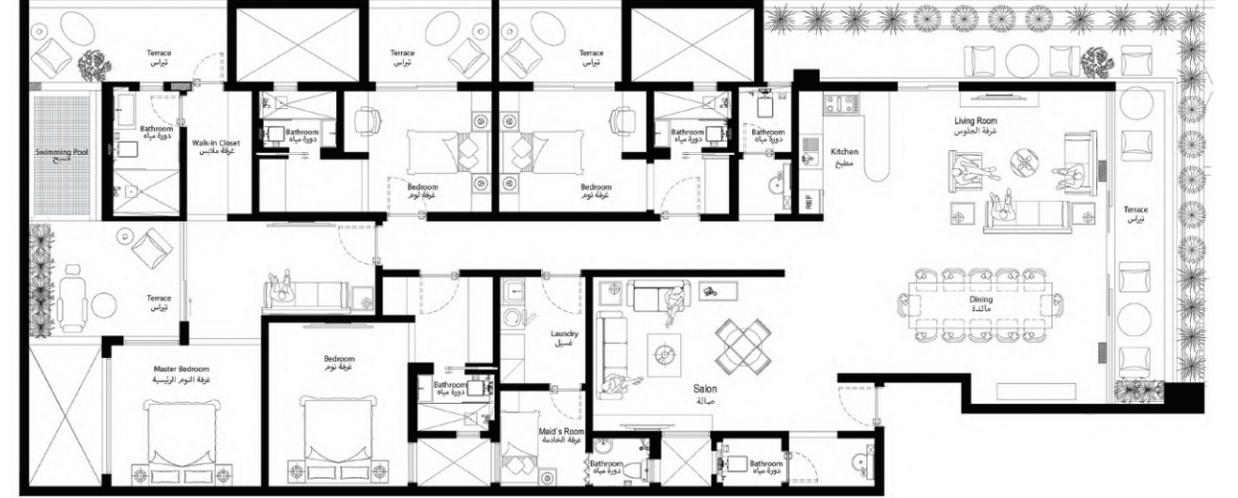 Terrace
تيراس
Terrace
تيراس
Terrace
تيراس
Swimming Pool
مسبح
Bathroom
دورة مياه
Walk-In Closet
غرفة ملابس
Bathroom
دورة مياه
Bedroom
غرفة نوم
Bedroom
غرفة نوم
Bathroom
دورة مياه
Bathroom
دورة مياه
Kitchen
مطبخ
REF
Living Room
غرفة الجلوس
Terrace
تيراس
Terrace
تيراس
Dining
مائدة
Master Bedroom
غرفة النوم الرئيسية
Bedroom
غرفة نوم
Bathroom
دورة مياه
Laundry
غسيل
Maid's Room
غرفة الخادمة
Salon
صالة
Bathroom
دورة مياه
Bathroom
دورة مياه